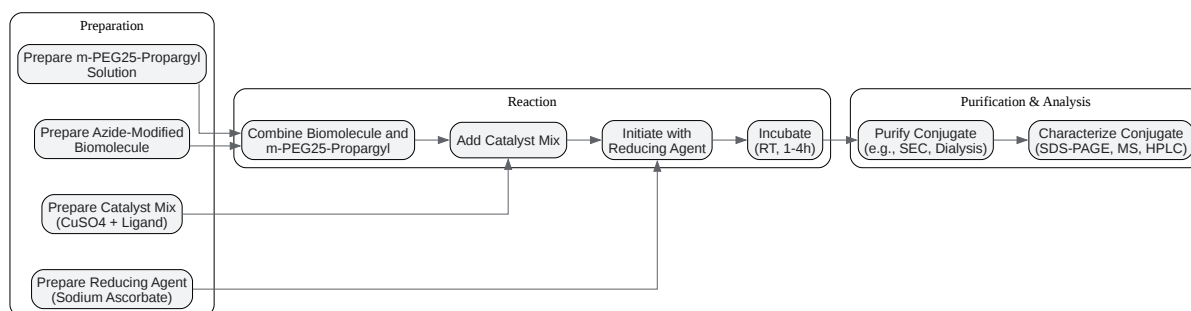 Preparation
Prepare m-PEG25-Propargyl
Solution
Prepare Azide-Modified
Biomolecule
Prepare Catalyst Mix
(CuSO4 + Ligand)
Prepare Reducing Agent
(Sodium Ascorbate)
Reaction
Combine Biomolecule and
m-PEG25-Propargyl
Add Catalyst Mix
Initiate with
Reducing Agent
Incubate
(RT, 1-4h)
Purification & Analysis
Purify Conjugate
(e.g., SEC, Dialysis)
Characterize Conjugate
(SDS-PAGE, MS, HPLC)